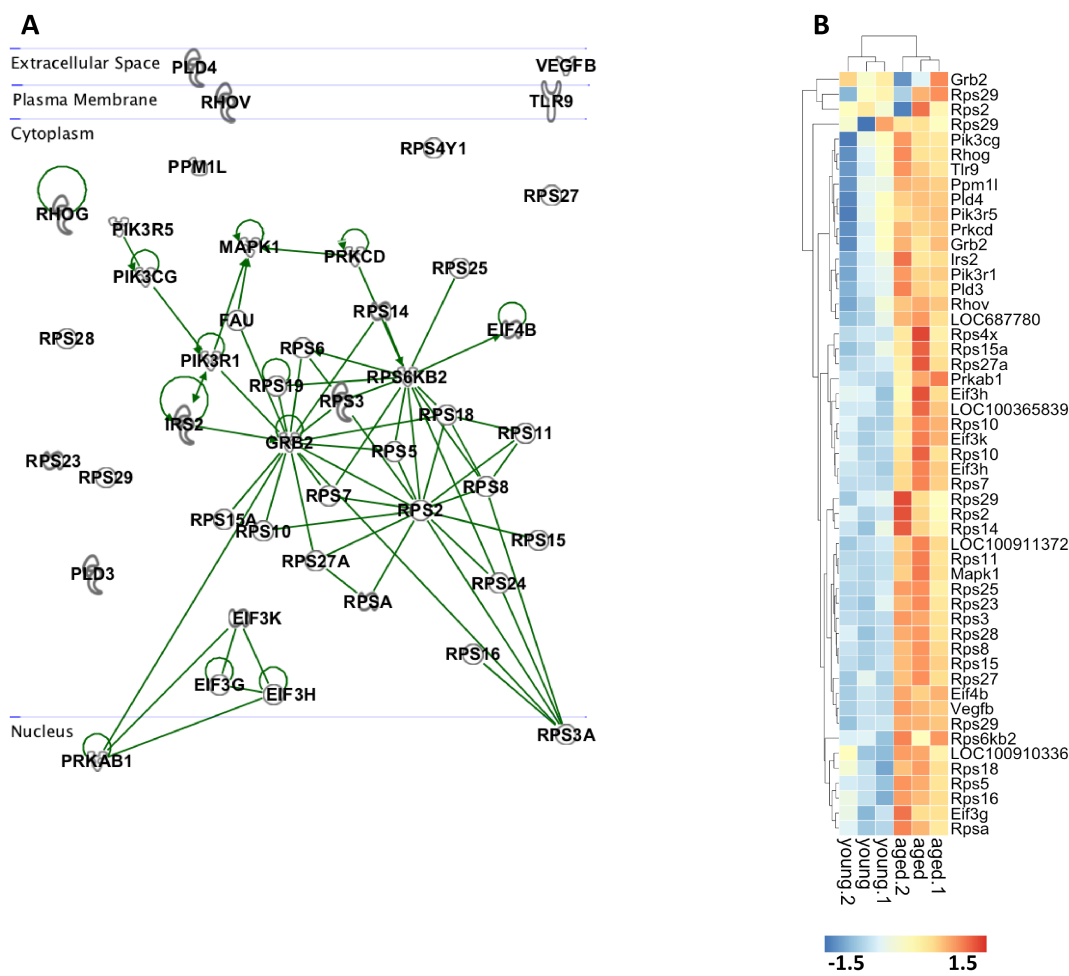 A
B
Extracellular Space
PLD4
VEGFB
Plasma Membrane
RHOV
TLR9
Cytoplasm
RPS4Y1
PPM1L
RPS27
RHOG
PIK3R5
MAPK1
PRKCD
PIK3CG
RPS25
RPS14
FAU
EIF4B
RPS28
RPS6
PIK3R1
RPS6KB2
RPS19
RPS3
RPS18
IRS2
GRB2
RPS11
RPS5
RPS23
RPS29
RPS8
RPS7
RPS2
RPS15A
RPS10
RPS15
RPS27A
PLD3
RPS24
RPSA
EIF3K
RPS16
EIF3G
EIF3H
Nucleus
RPS3A
PRKAB1
Grb2
Rps29
Rps2
Rps29
Pik3cg
Rhog
Tlr9
Ppm1l
Pld4
Pik3r5
Prkcd
Grb2
Irs2
Pik3r1
Pld3
Rhov
LOC687780
Rps4x
Rps15a
Rps27a
Prkab1
Eif3h
LOC100365839
Rps10
Eif3k
Rps10
Eif3h
Rps7
Rps29
Rps2
Rps14
LOC100911372
Rps11
Mapk1
Rps25
Rps23
Rps3
Rps28
Rps8
Rps15
Rps27
Eif4b
Vegfb
Rps29
Rps6kb2
LOC100910336
Rps18
Rps5
Rps16
Eif3g
Rpsa
young.2
young
young.1
aged.2
aged
aged.1
-1.5 1.5